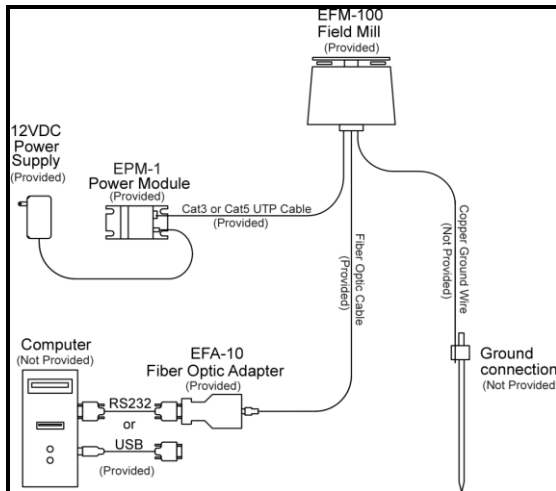 EFM-100
Field Mill
(Provided)
12VDC
Power
Supply
(Provided)
EPM-1
Power Module
(Provided)
Cat3 or Cat5 UTP Cable
(Provided)
Fiber Optic Cable
(Provided)
Copper Ground Wire
(Not Provided)
Computer
(Not Provided)
EFA-10
Fiber Optic Adapter
(Provided)
Ground
connection
(Not Provided
RS232
or
USB
(Provided)